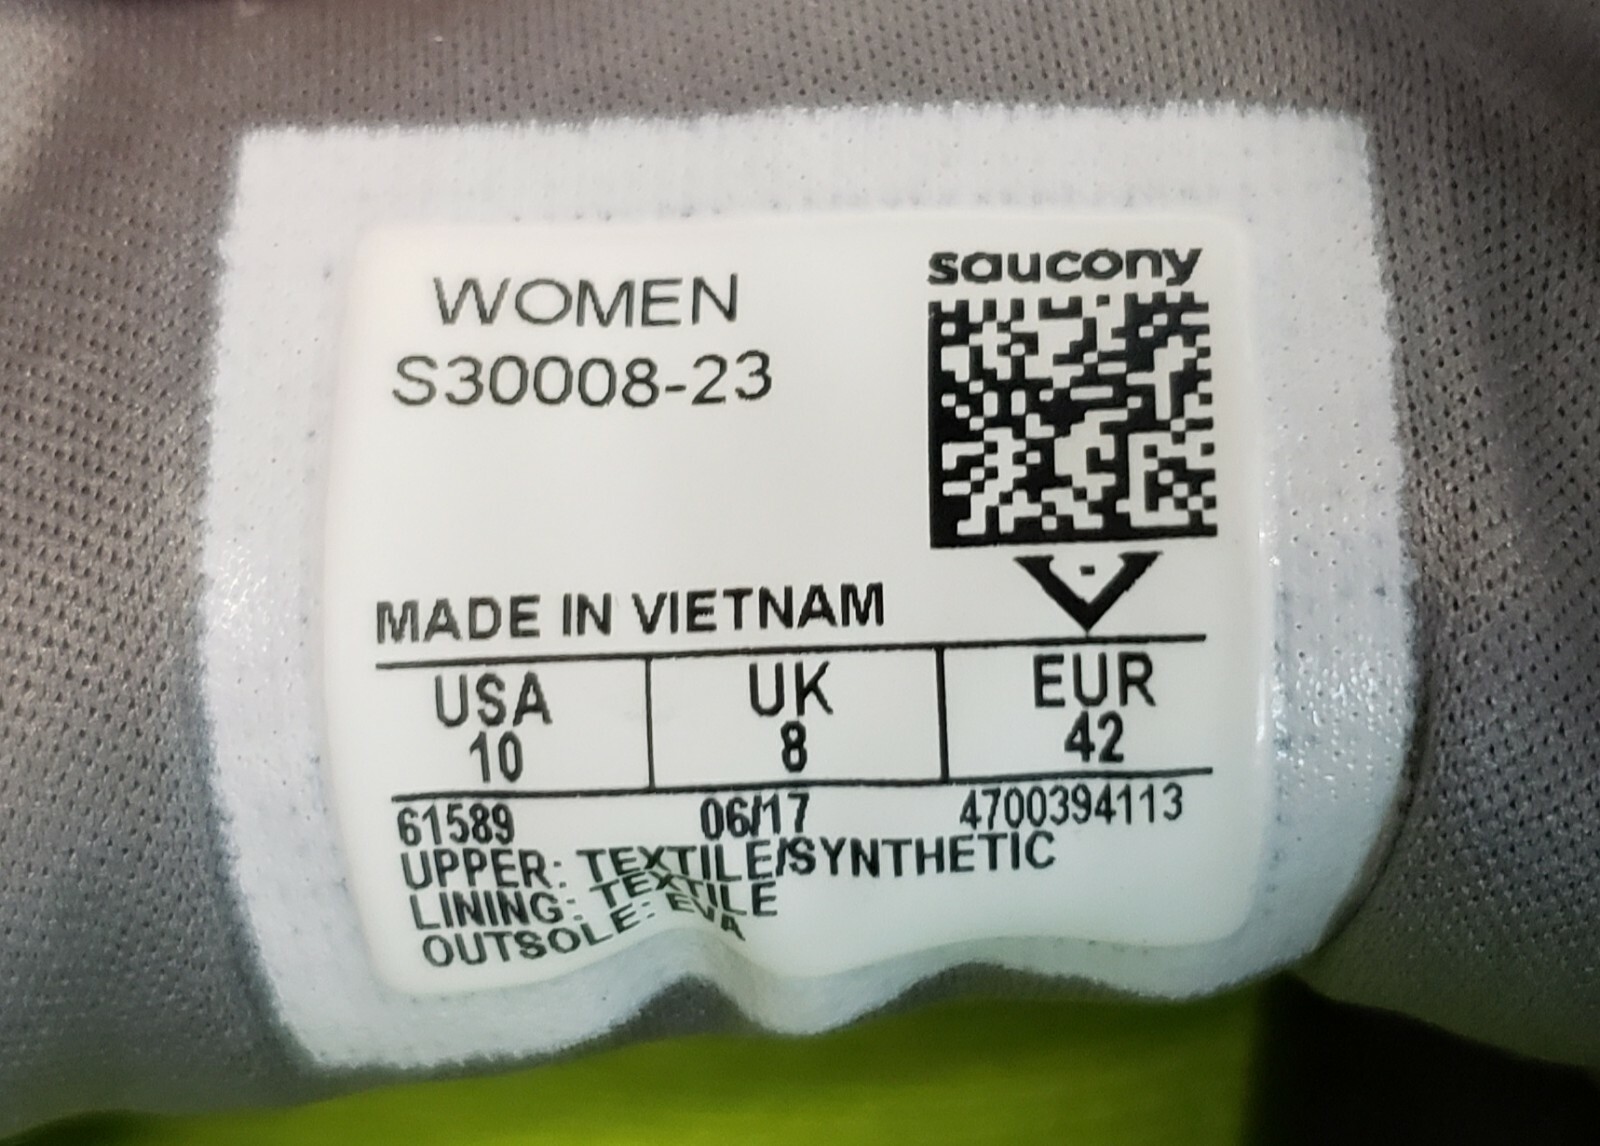 saucony
WOMEN
S30008-23
MADE IN VIETNAM
USA UK EUR
10 8 42
61589 06/17 4700394113
UPPER: TEXTILE/SYNTHETIC
LINING: TEXTILE
OUTSOLE: EVA